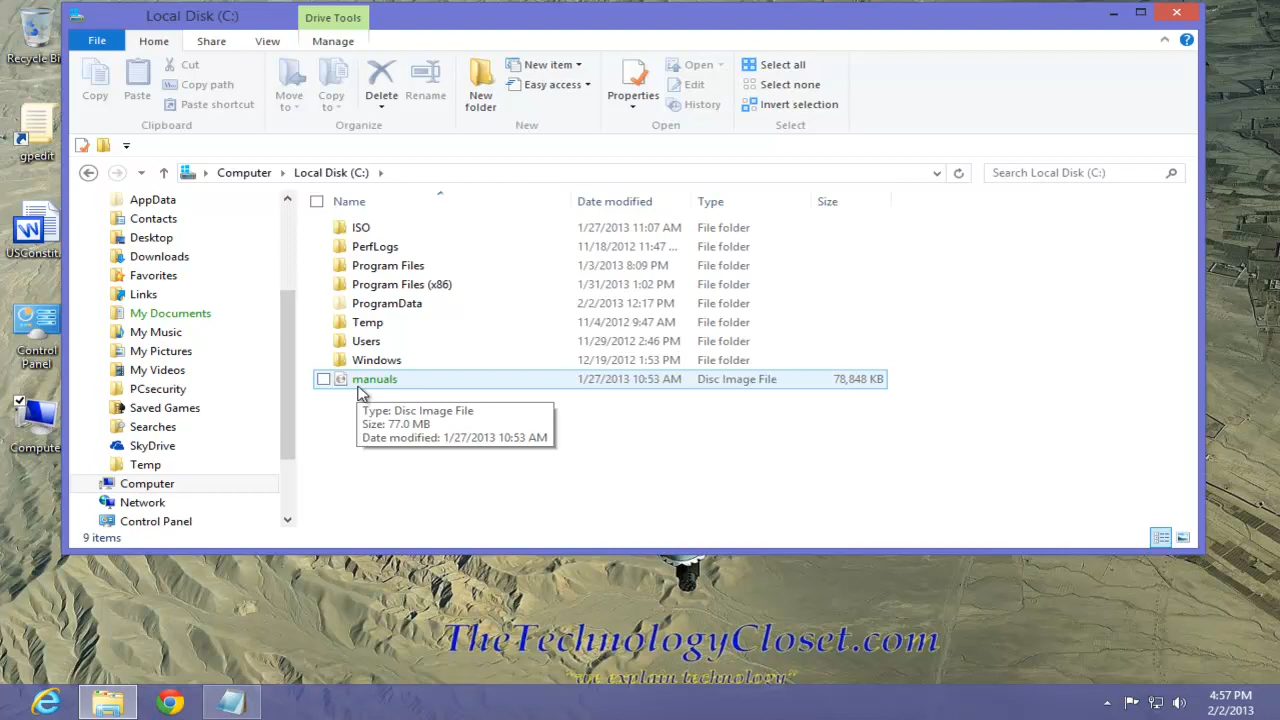 Local Disk (C:)
Drive Tools
File
Home
Share
View
Manage
Copy
Paste
Cut
Copy path
Paste shortcut
Clipboard
Move to
Copy to
Delete
Rename
Organize
New folder
New item
Easy access
New
Properties
Open
Edit
History
Open
Select all
Select none
Invert selection
Select
Computer
Local Disk (C:)
Search Local Disk (C:)
AppData
Contacts
Desktop
Downloads
Favorites
Links
My Documents
My Music
My Pictures
My Videos
PCsecurity
Saved Games
Searches
SkyDrive
Temp
Computer
Network
Control Panel
Name Date modified Type Size
ISO 1/27/2013 11:07 AM File folder
PerfLogs 11/18/2012 11:47 ... File folder
Program Files 1/3/2013 8:09 PM File folder
Program Files (x86) 1/31/2013 1:02 PM File folder
ProgramData 2/2/2013 12:17 PM File folder
Temp 11/4/2012 9:47 AM File folder
Users 11/29/2012 2:46 PM File folder
Windows 12/19/2012 1:53 PM File folder
manuals 1/27/2013 10:53 AM Disc Image File 78,848 KB
Type: Disc Image File
Size: 77.0 MB
Date modified: 1/27/2013 10:53 AM
9 items
Recycle Bi
gpedit
USConstit
Control
Panel
Compute
TheTechnologyCloset.com
"we explain technology"
4:57 PM
2/2/2013